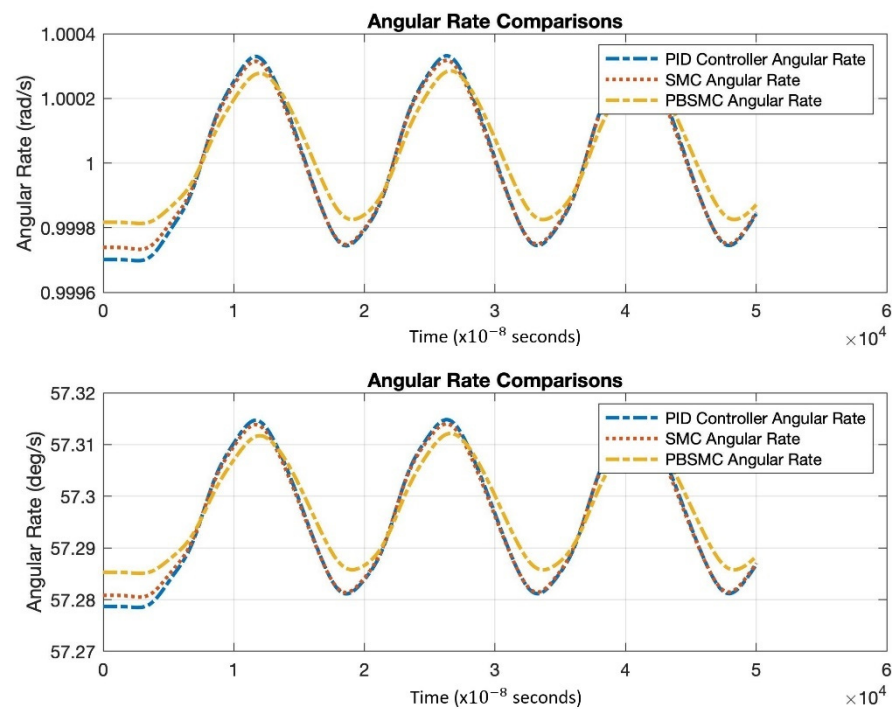 Angular Rate Comparisons
1.0004
1.0002
1
0.9998
0.9996
Angular Rate (rad/s)
PID Controller Angular Rate
SMC Angular Rate
PBSMC Angular Rate
0 1 2 3 4 5 6
Time (x10⁻⁸ seconds)
×10⁴
Angular Rate Comparisons
57.32
57.31
57.3
57.29
57.28
57.27
Angular Rate (deg/s)
PID Controller Angular Rate
SMC Angular Rate
PBSMC Angular Rate
0 1 2 3 4 5 6
Time (x10⁻⁸ seconds)
×10⁴